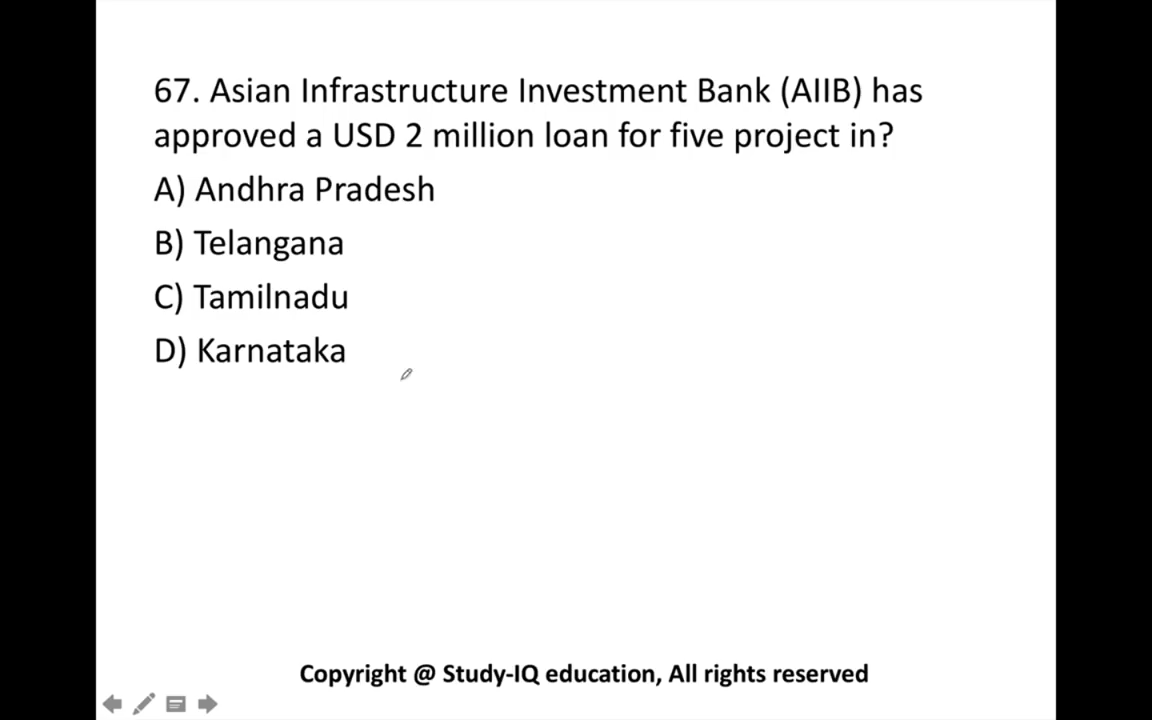 67. Asian Infrastructure Investment Bank (AIIB) has
approved a USD 2 million loan for five project in?
A) Andhra Pradesh
B) Telangana
C) Tamilnadu
D) Karnataka
Copyright @ Study-IQ education, All rights reserved